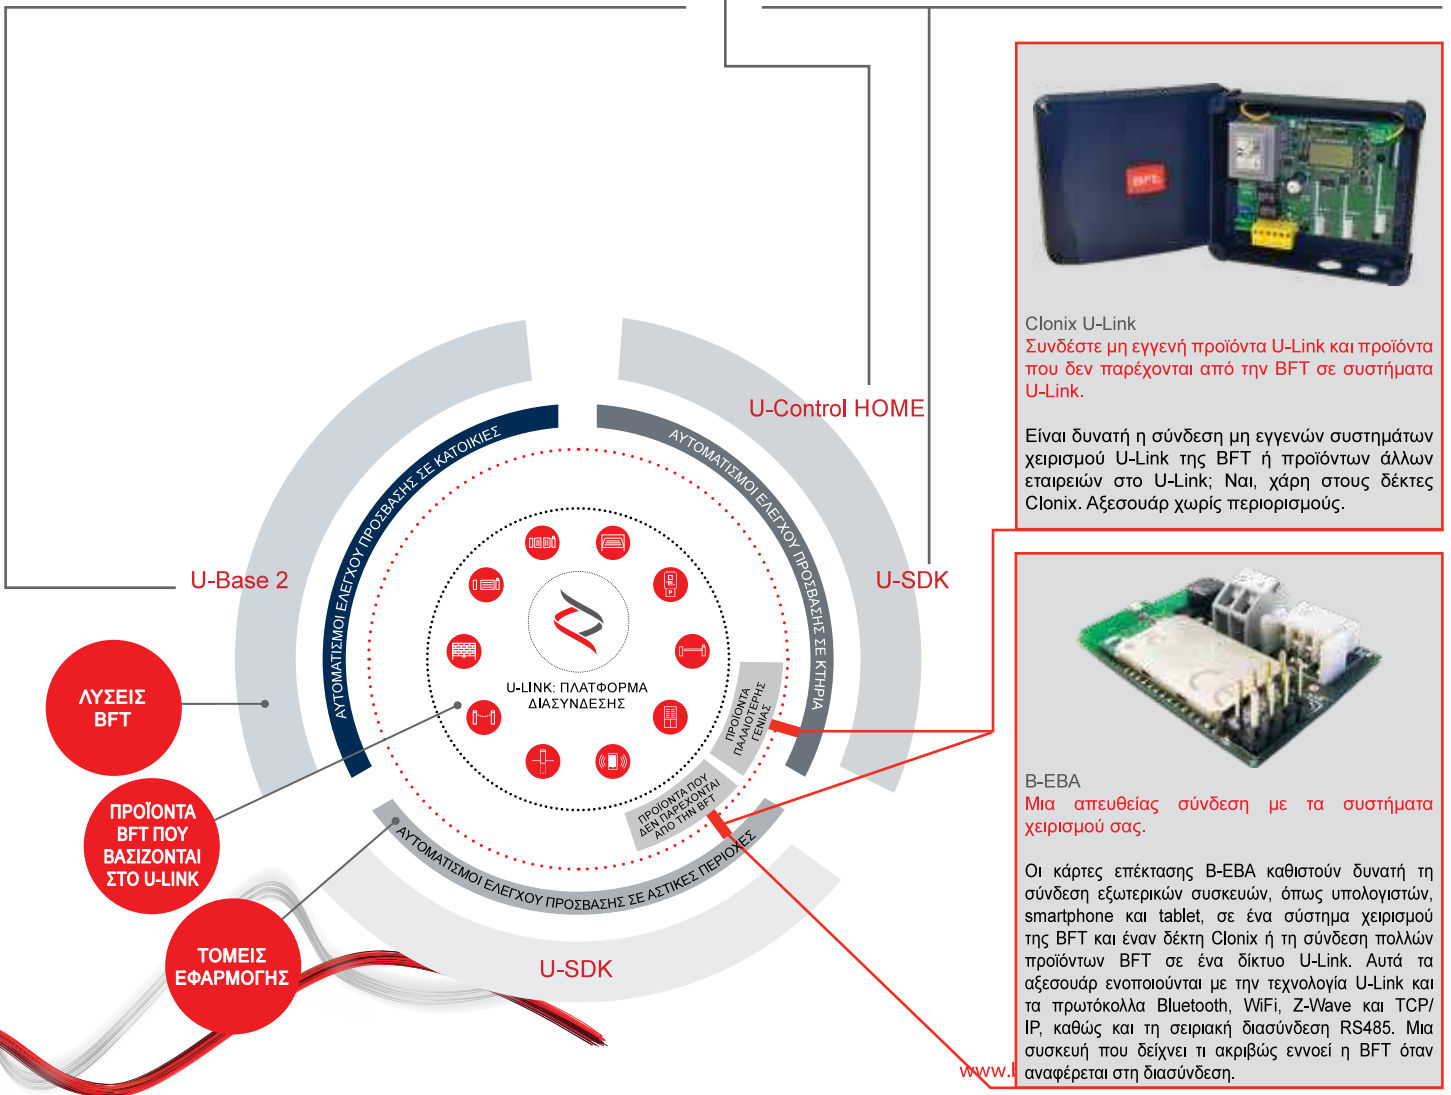 BFT
Clonix U-Link
Συνδέστε μη εγγενή προϊόντα U-Link και προϊόντα
που δεν παρέχονται από την BFT σε συστήματα
U-Link.
Είναι δυνατή η σύνδεση μη εγγενών συστημάτων
χειρισμού U-Link της BFT ή προϊόντων άλλων
εταιρειών στο U-Link; Ναι, χάρη στους δέκτες
Clonix. Αξεσουάρ χωρίς περιορισμούς.
U-Control HOME
ΑΥΤΟΜΑΤΙΣΜΟΙ ΕΛΕΓΧΟΥ ΠΡΟΣΒΑΣΗΣ ΣΕ ΚΑΤΟΙΚΙΕΣ
ΑΥΤΟΜΑΤΙΣΜΟΙ ΕΛΕΓΧΟΥ ΠΡΟΣΒΑΣΗΣ ΣΕ ΚΤΗΡΙΑ
U-Base 2
U-SDK
P
U-LINK: ΠΛΑΤΦΟΡΜΑ
ΔΙΑΣΥΝΔΕΣΗΣ
ΛΥΣΕΙΣ
BFT
ΠΡΟΪΟΝΤΑ
ΠΑΛΑΙΟΤΕΡΗΣ
ΓΕΝΙΑΣ
ΠΡΟΪΟΝΤΑ ΠΟΥ
ΔΕΝ ΠΑΡΕΧΟΝΤΑΙ
ΑΠΟ ΤΗΝ BFT
ΠΡΟΪΟΝΤΑ
BFT ΠΟΥ
ΒΑΣΙΖΟΝΤΑΙ
ΣΤΟ U-LINK
ΑΥΤΟΜΑΤΙΣΜΟΙ ΕΛΕΓΧΟΥ ΠΡΟΣΒΑΣΗΣ ΣΕ ΑΣΤΙΚΕΣ ΠΕΡΙΟΧΕΣ
ΤΟΜΕΙΣ
ΕΦΑΡΜΟΓΗΣ
U-SDK
B-EBA
Μια απευθείας σύνδεση με τα συστήματα
χειρισμού σας.
Οι κάρτες επέκτασης B-EBA καθιστούν δυνατή τη
σύνδεση εξωτερικών συσκευών, όπως υπολογιστών,
smartphone και tablet, σε ένα σύστημα χειρισμού
της BFT και έναν δέκτη Clonix ή τη σύνδεση πολλών
προϊόντων BFT σε ένα δίκτυο U-Link. Αυτά τα
αξεσουάρ ενοποιούνται με την τεχνολογία U-Link και
τα πρωτόκολλα Bluetooth, WiFi, Z-Wave και TCP/
IP, καθώς και τη σειριακή διασύνδεση RS485. Μια
συσκευή που δείχνει τι ακριβώς εννοεί η BFT όταν
αναφέρεται στη διασύνδεση.
www.